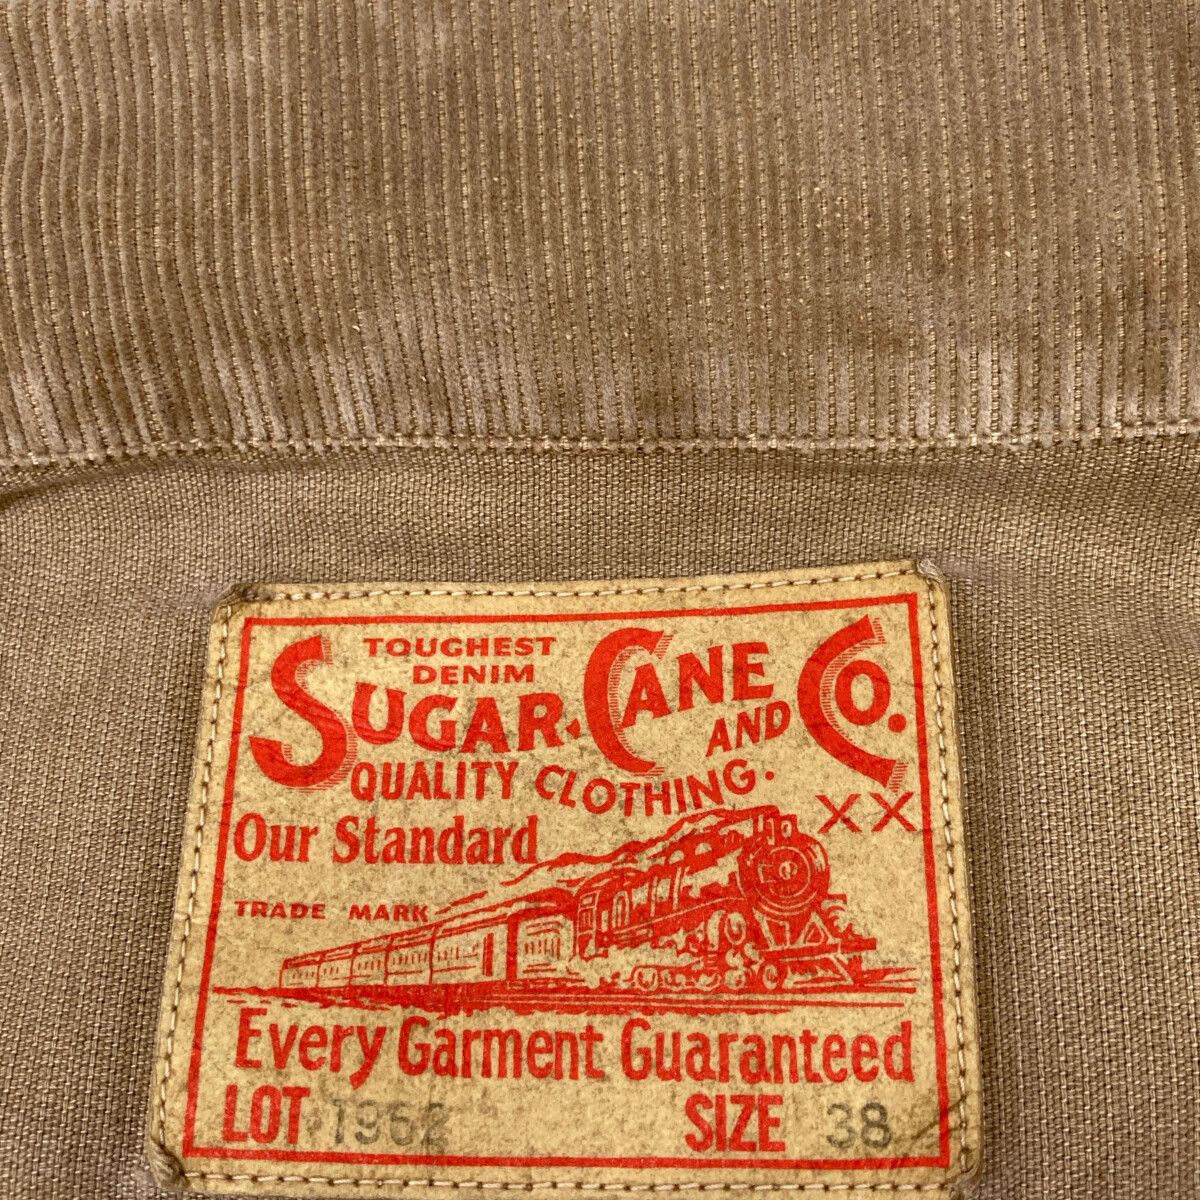 TOUGHEST
DENIM
SUGAR CANE AND CO.
QUALITY CLOTHING.
XX
Our Standard
TRADE MARK
Every Garment Guaranteed
LOT 1962 SIZE 38